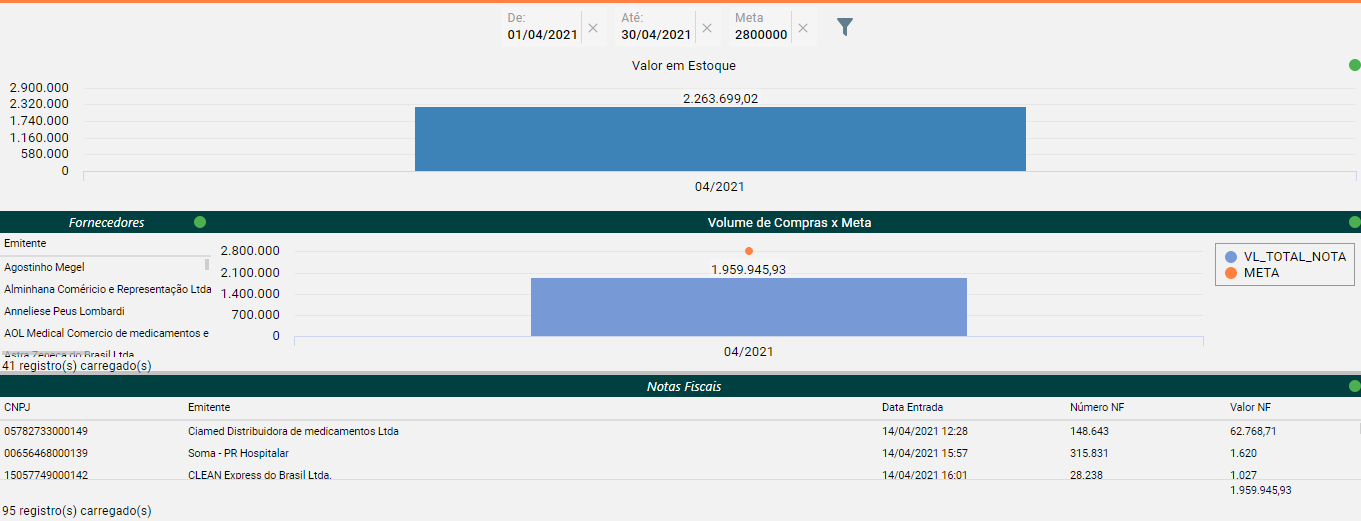 De: Até: Meta
01/04/2021 30/04/2021 2800000
Valor em Estoque
2.900.000
2.320.000
1.740.000
1.160.000
580.000
0
2.263.699,02
04/2021
Fornecedores
Emitente
Agostinho Megel
Alminhana Coméricio e Representação Ltda
Anneliese Peus Lombardi
AOL Medical Comercio de medicamentos e
Astra Zeneca do Brasil Ltda
41 registro(s) carregado(s)
Volume de Compras x Meta
2.800.000
2.100.000
1.400.000
700.000
0
1.959.945,93
04/2021
VL_TOTAL_NOTA
META
Notas Fiscais
CNPJ Emitente Data Entrada Número NF Valor NF
05782733000149 Ciamed Distribuidora de medicamentos Ltda 14/04/2021 12:28 148.643 62.768,71
00656468000139 Soma - PR Hospitalar 14/04/2021 15:57 315.831 1.620
15057749000142 CLEAN Express do Brasil Ltda. 14/04/2021 16:01 28.238 1.027
1.959.945,93
95 registro(s) carregado(s)